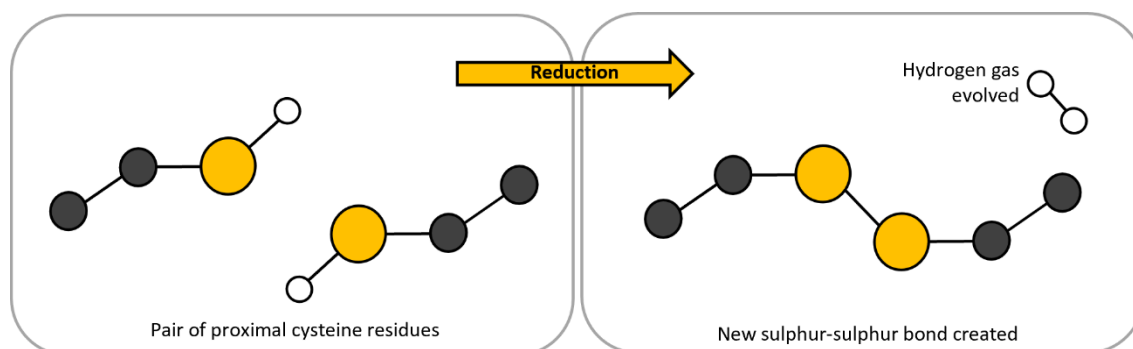 Reduction
Hydrogen gas
evolved
Pair of proximal cysteine residues
New sulphur-sulphur bond created